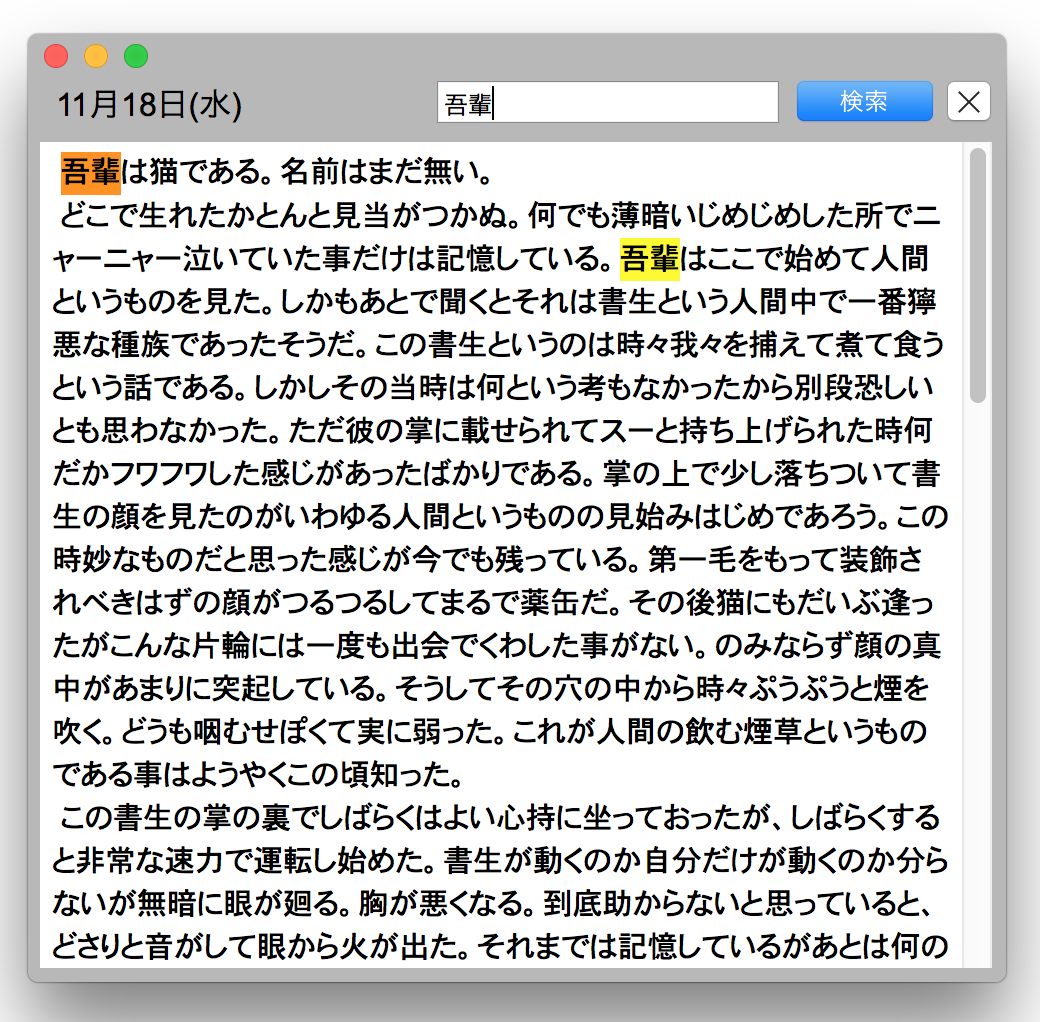 11月18日(水)
吾輩
検索
吾輩は猫である。名前はまだ無い。
どこで生れたかとんと見当がつかぬ。何でも薄暗いじめじめした所でニ
ャーニャー泣いていた事だけは記憶している。吾輩はここで始めて人間
というものを見た。しかもあとで聞くとそれは書生という人間中で一番獰
悪な種族であったそうだ。この書生というのは時々我々を捕えて煮て食う
という話である。しかしその当時は何という考もなかったから別段恐しい
とも思わなかった。ただ彼の掌に載せられてスーと持ち上げられた時何
だかフワフワした感じがあったばかりである。掌の上で少し落ちついて書
生の顔を見たのがいわゆる人間というものの見始みはじめであろう。この
時妙なものだと思った感じが今でも残っている。第一毛をもって装飾さ
れべきはずの顔がつるつるしてまるで薬缶だ。その後猫にもだいぶ逢っ
たがこんな片輪には一度も出会でくわした事がない。のみならず顔の真
中があまりに突起している。そうしてその穴の中から時々ぷうぷうと煙を
吹く。どうも咽むせぽくて実に弱った。これが人間の飲む煙草というもの
である事はようやくこの頃知った。
この書生の掌の裏でしばらくはよい心持に坐っておったが、しばらくする
と非常な速力で運転し始めた。書生が動くのか自分だけが動くのか分ら
ないが無暗に眼が廻る。胸が悪くなる。到底助からないと思っていると、
どさりと音がして眼から火が出た。それまでは記憶しているがあとは何の